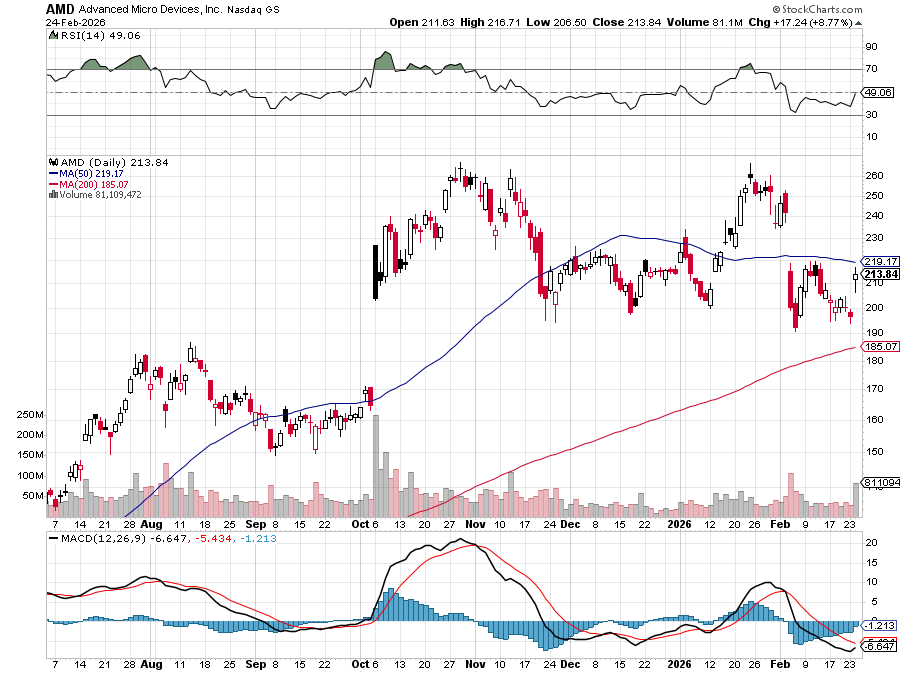 AMD Advanced Micro Devices, Inc. Nasdaq GS © StockCharts.com
24-Feb-2026 Open 211.63 High 216.71 Low 206.50 Close 213.84 Volume 81.1M Chg +17.24 (+8.77%)
RSI(14) 49.06
90
70
49.06
30
10
AMD (Daily) 213.84
MA(50) 219.17
MA(200) 185.07
Volume 81,109,472
260
250
240
230
219.17
213.84
210
200
190
185.07
180
170
160
150
250M
200M
150M
100M
50M
811094
7 14 21 28 Aug 11 18 25 Sep 8 15 22 Oct 6 13 20 27 Nov 10 17 24 Dec 8 15 22 2026 12 20 26 Feb 9 17 23
MACD(12,26,9) -6.647, -5.434, -1.213
20
15
10
5
0
-1.213
-6.647
7 14 21 28 Aug 11 18 25 Sep 8 15 22 Oct 6 13 20 27 Nov 10 17 24 Dec 8 15 22 2026 12 20 26 Feb 9 17 23